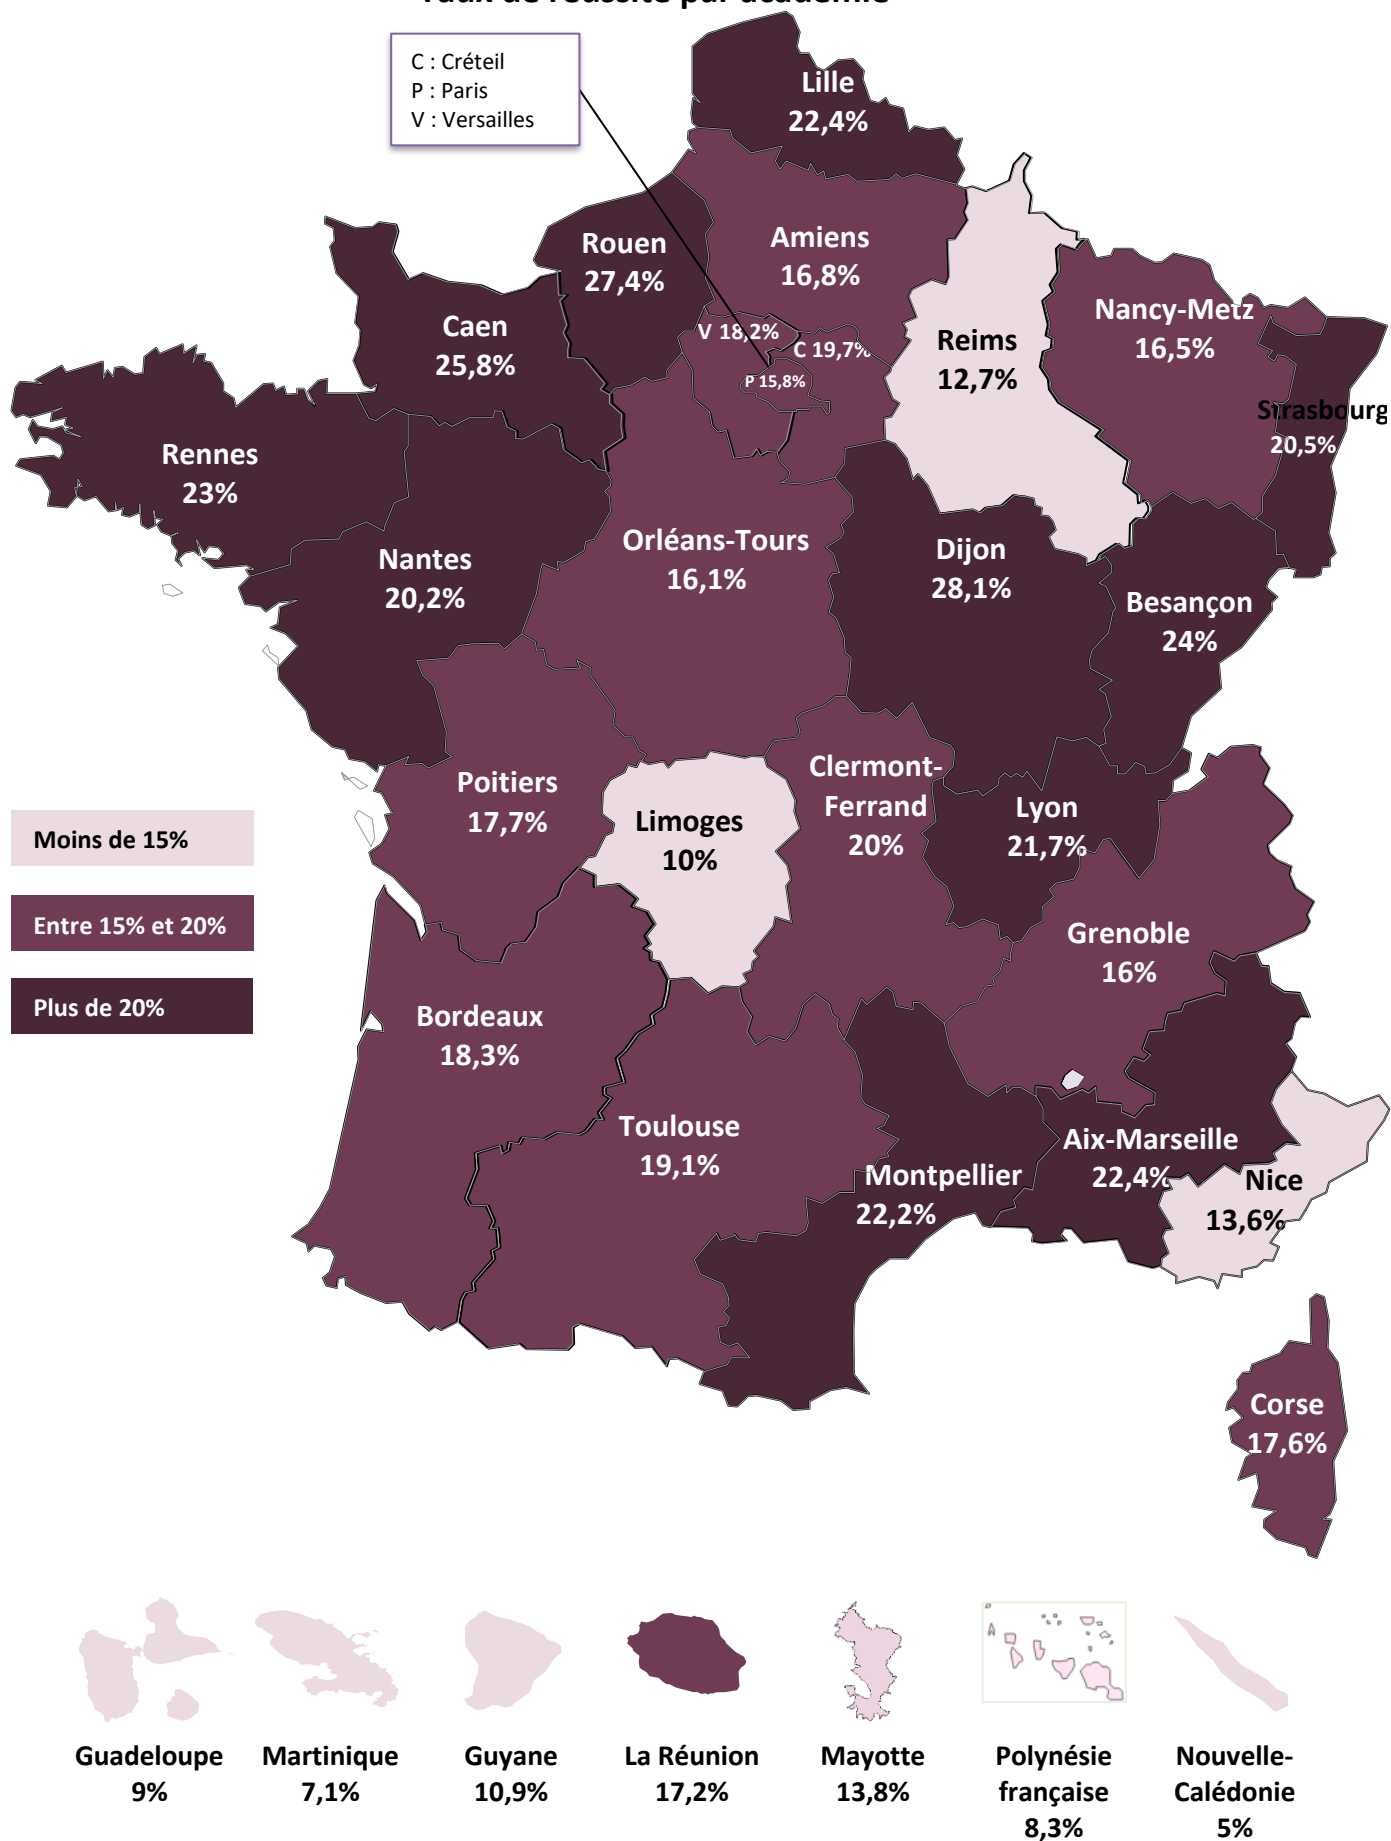 Taux de réussite par académie
C : Créteil
P : Paris
V : Versailles
Lille
22,4%
Rouen
27,4%
Amiens
16,8%
Caen
25,8%
V 18,2%
C 19,7%
P 15,8%
Reims
12,7%
Nancy-Metz
16,5%
Strasbourg
20,5%
Rennes
23%
Nantes
20,2%
Orléans-Tours
16,1%
Dijon
28,1%
Besançon
24%
Poitiers
17,7%
Limoges
10%
Clermont-
Ferrand
20%
Lyon
21,7%
Moins de 15%
Entre 15% et 20%
Plus de 20%
Grenoble
16%
Bordeaux
18,3%
Toulouse
19,1%
Montpellier
22,2%
Aix-Marseille
22,4%
Nice
13,6%
Corse
17,6%
Guadeloupe
9%
Martinique
7,1%
Guyane
10,9%
La Réunion
17,2%
Mayotte
13,8%
Polynésie
française
8,3%
Nouvelle-
Calédonie
5%